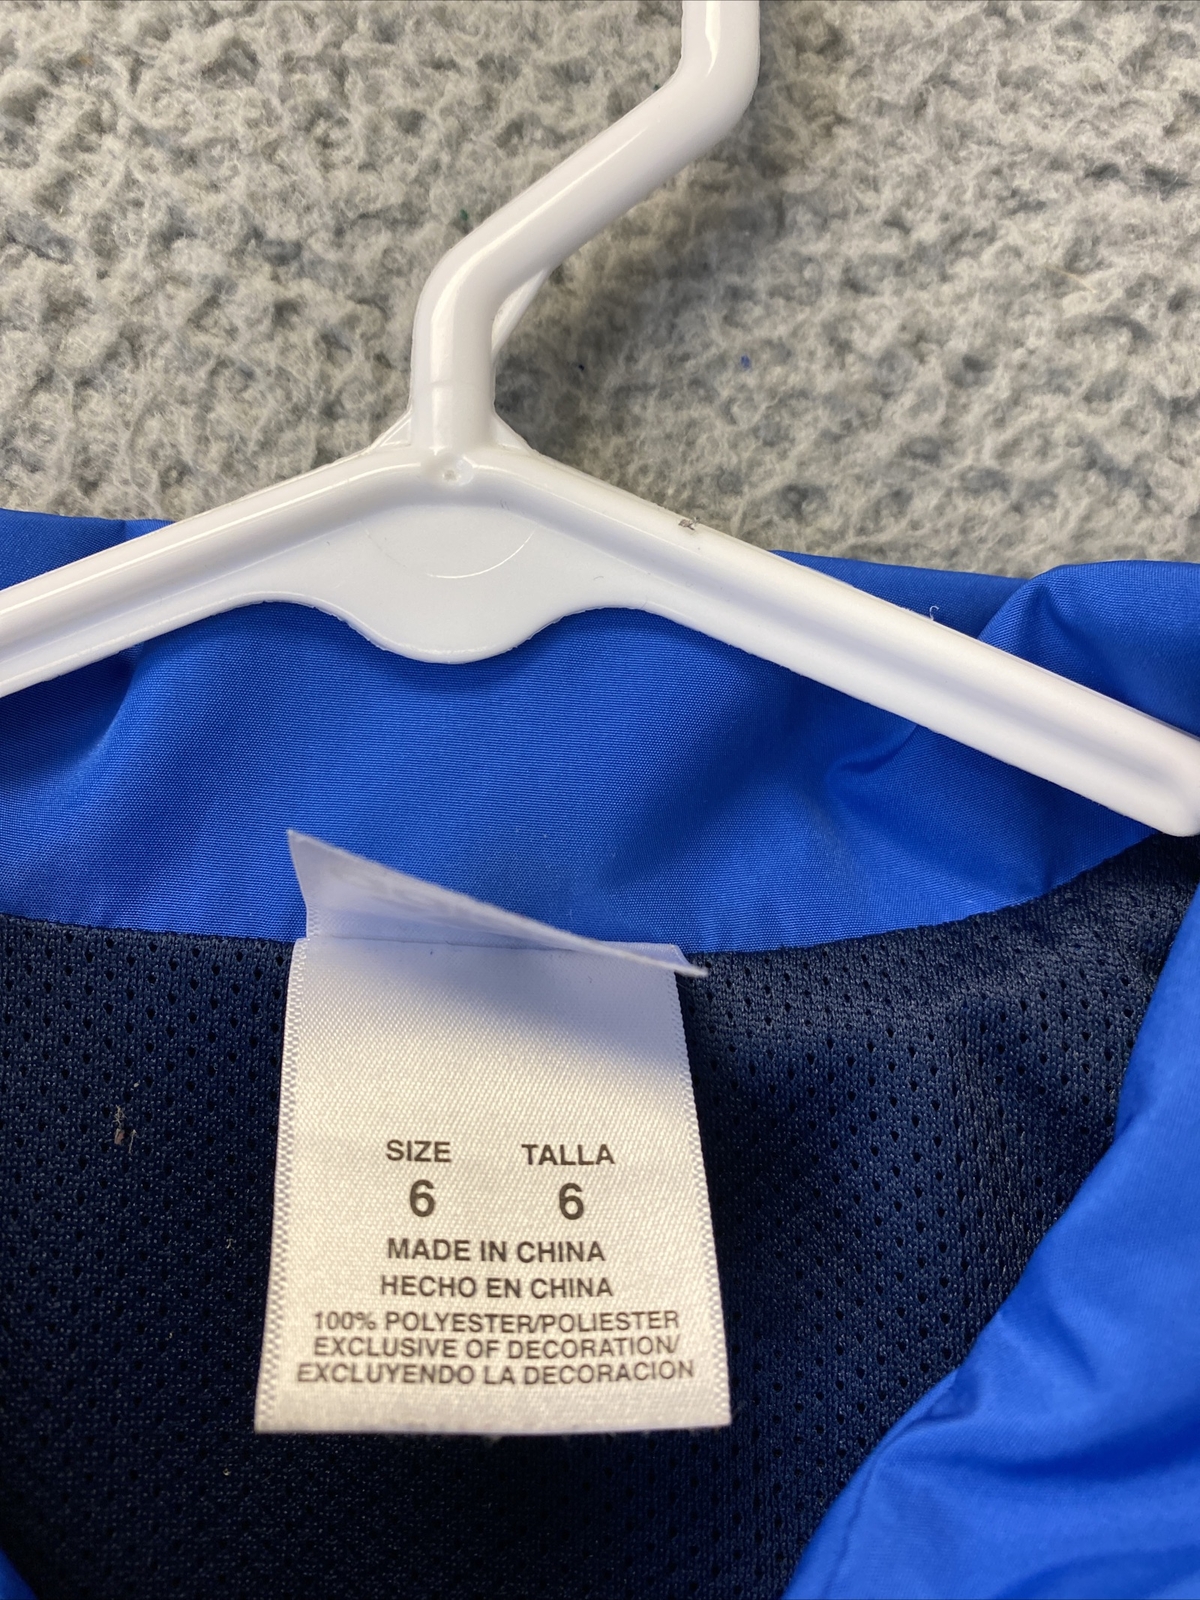 SIZE TALLA
6 6
MADE IN CHINA
HECHO EN CHINA
100% POLYESTER/POLIESTER
EXCLUSIVE OF DECORATION/
EXCLUYENDO LA DECORACION